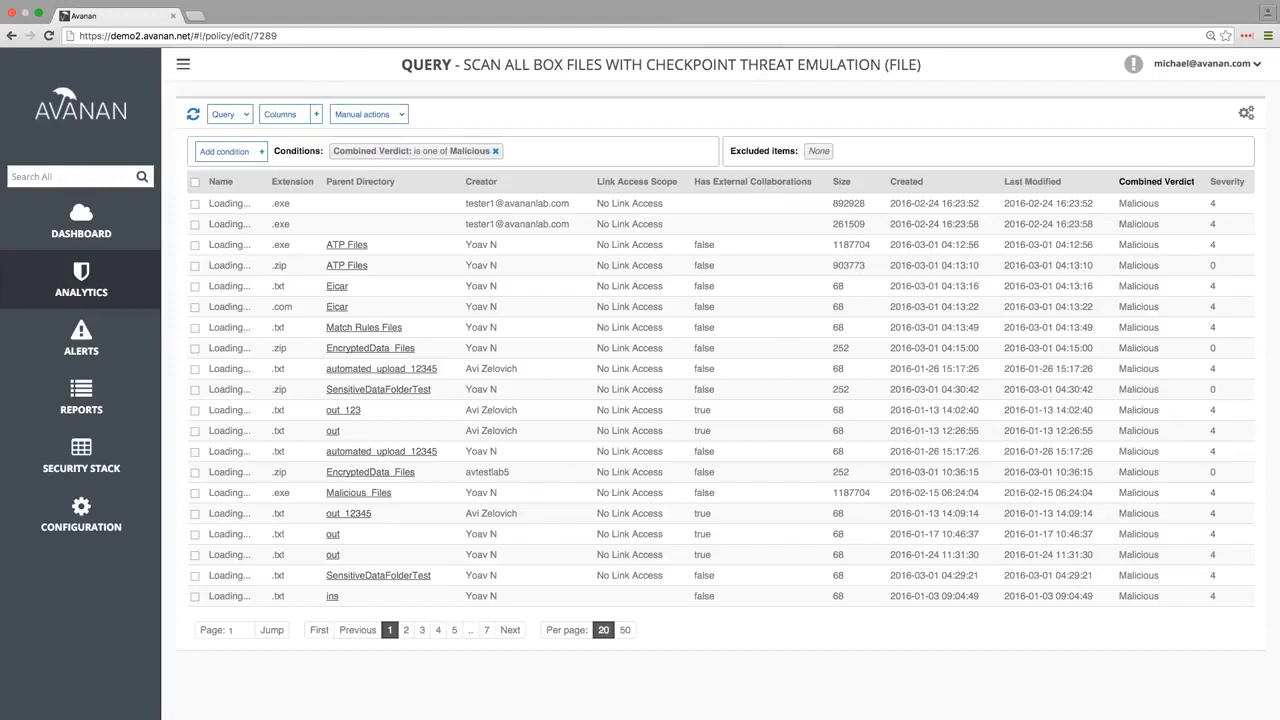 Avanan
https://demo2.avanan.net/#!/policy/edit/7289
AVANAN
QUERY - SCAN ALL BOX FILES WITH CHECKPOINT THREAT EMULATION (FILE)
michael@avanan.com
Query
Columns +
Manual actions
Add condition +
Conditions: Combined Verdict: is one of Malicious ×
Excluded items: None
Search All
DASHBOARD
ANALYTICS
ALERTS
REPORTS
SECURITY STACK
CONFIGURATION
Name Extension Parent Directory Creator Link Access Scope Has External Collaborations Size Created Last Modified Combined Verdict Severity
Loading... .exe tester1@avananlab.com No Link Access 892928 2016-02-24 16:23:52 2016-02-24 16:23:52 Malicious 4
Loading... .exe tester1@avananlab.com No Link Access 261509 2016-02-24 16:23:58 2016-02-24 16:23:58 Malicious 4
Loading... .exe ATP Files Yoav N No Link Access false 1187704 2016-03-01 04:12:56 2016-03-01 04:12:56 Malicious 4
Loading... .zip ATP Files Yoav N No Link Access false 903773 2016-03-01 04:13:10 2016-03-01 04:13:10 Malicious 0
Loading... .txt Eicar Yoav N No Link Access false 68 2016-03-01 04:13:16 2016-03-01 04:13:16 Malicious 4
Loading... .com Eicar Yoav N No Link Access false 68 2016-03-01 04:13:22 2016-03-01 04:13:22 Malicious 4
Loading... .txt Match Rules Files Yoav N No Link Access false 68 2016-03-01 04:13:49 2016-03-01 04:13:49 Malicious 4
Loading... .zip EncryptedData_Files Yoav N No Link Access false 252 2016-03-01 04:15:00 2016-03-01 04:15:00 Malicious 0
Loading... .txt automated_upload_12345 Avi Zelovich No Link Access false 68 2016-01-26 15:17:26 2016-01-26 15:17:26 Malicious 4
Loading... .zip SensitiveDataFolderTest Yoav N No Link Access false 252 2016-03-01 04:30:42 2016-03-01 04:30:42 Malicious 0
Loading... .txt out_123 Avi Zelovich No Link Access true 68 2016-01-13 14:02:40 2016-01-13 14:02:40 Malicious 4
Loading... .txt out Avi Zelovich No Link Access true 68 2016-01-13 12:26:55 2016-01-13 12:26:55 Malicious 4
Loading... .txt automated_upload_12345 Yoav N No Link Access false 68 2016-01-26 15:17:26 2016-01-26 15:17:26 Malicious 4
Loading... .zip EncryptedData_Files avtestlab5 No Link Access false 252 2016-03-01 10:36:15 2016-03-01 10:36:15 Malicious 0
Loading... .exe Malicious_Files Yoav N No Link Access false 1187704 2016-02-15 06:24:04 2016-02-15 06:24:04 Malicious 4
Loading... .txt out_12345 Avi Zelovich No Link Access true 68 2016-01-13 14:09:14 2016-01-13 14:09:14 Malicious 4
Loading... .txt out Yoav N No Link Access true 68 2016-01-17 10:46:37 2016-01-17 10:46:37 Malicious 4
Loading... .txt out Yoav N No Link Access true 68 2016-01-24 11:31:30 2016-01-24 11:31:30 Malicious 4
Loading... .txt SensitiveDataFolderTest Yoav N No Link Access false 68 2016-03-01 04:29:21 2016-03-01 04:29:21 Malicious 4
Loading... .txt ins Yoav N false 68 2016-01-03 09:04:49 2016-01-03 09:04:49 Malicious 4
Page: 1 Jump First Previous 1 2 3 4 5 .. 7 Next Per page: 20 50